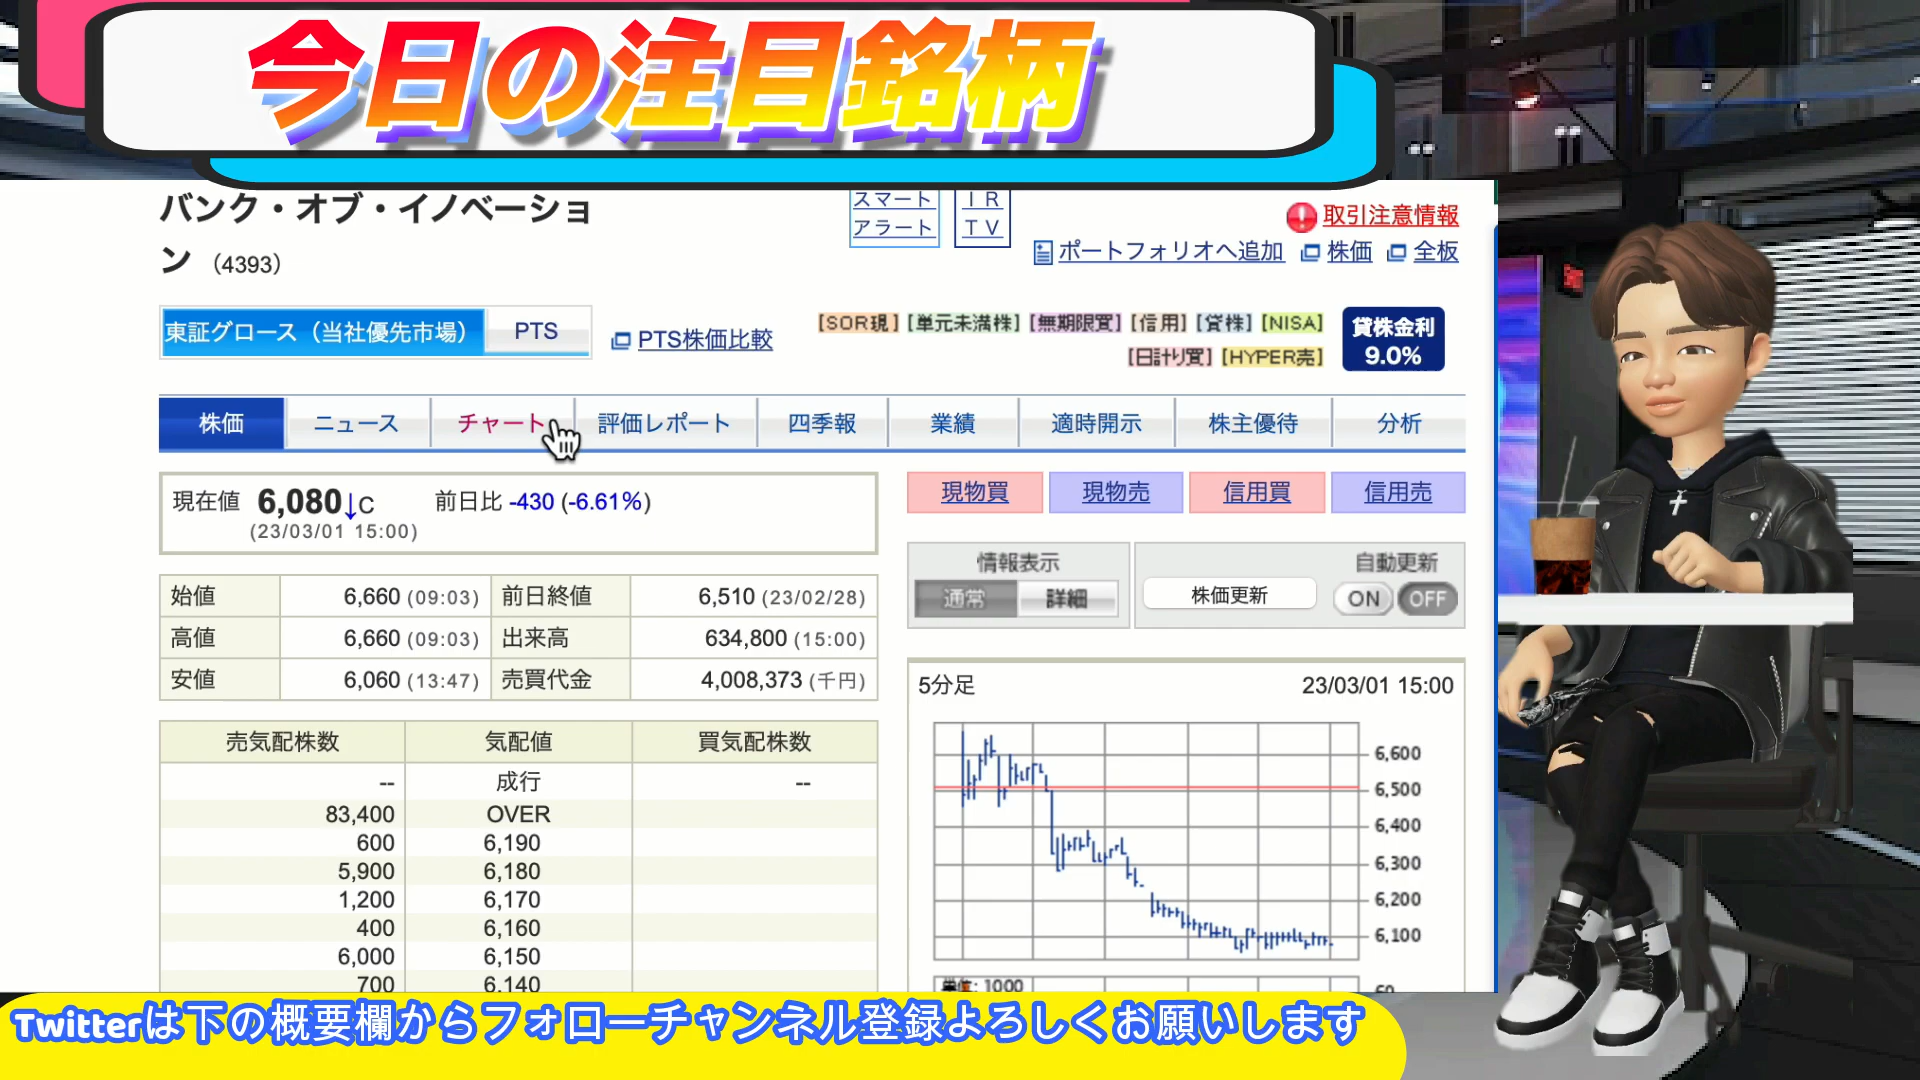 今日の注目銘柄
バンク・オブ・イノベーショ
ン （4393）
スマート
アラート
I R
T V
取引注意情報
ポートフォリオへ追加 株価 全板
東証グロース（当社優先市場） PTS PTS株価比較
[SOR現] [単元未満株] [無期限買] [信用] [貸株] [NISA]
[日計り買] [HYPER売]
貸株金利
9.0%
株価 ニュース チャート 評価レポート 四季報 業績 適時開示 株主優待 分析
現在値 6,080↓C 前日比 -430 (-6.61%)
(23/03/01 15:00)
現物買 現物売 信用買 信用売
情報表示
通常 詳細
株価更新
自動更新
ON OFF
始値 6,660 (09:03) 前日終値 6,510 (23/02/28)
高値 6,660 (09:03) 出来高 634,800 (15:00)
安値 6,060 (13:47) 売買代金 4,008,373 (千円)
5分足 23/03/01 15:00
6,600
6,500
6,400
6,300
6,200
6,100
単位: 1000
60
売気配株数 気配値 買気配株数
-- 成行 --
83,400 OVER
600 6,190
5,900 6,180
1,200 6,170
400 6,160
6,000 6,150
700 6,140
Twitterは下の概要欄からフォローチャンネル登録よろしくお願いします